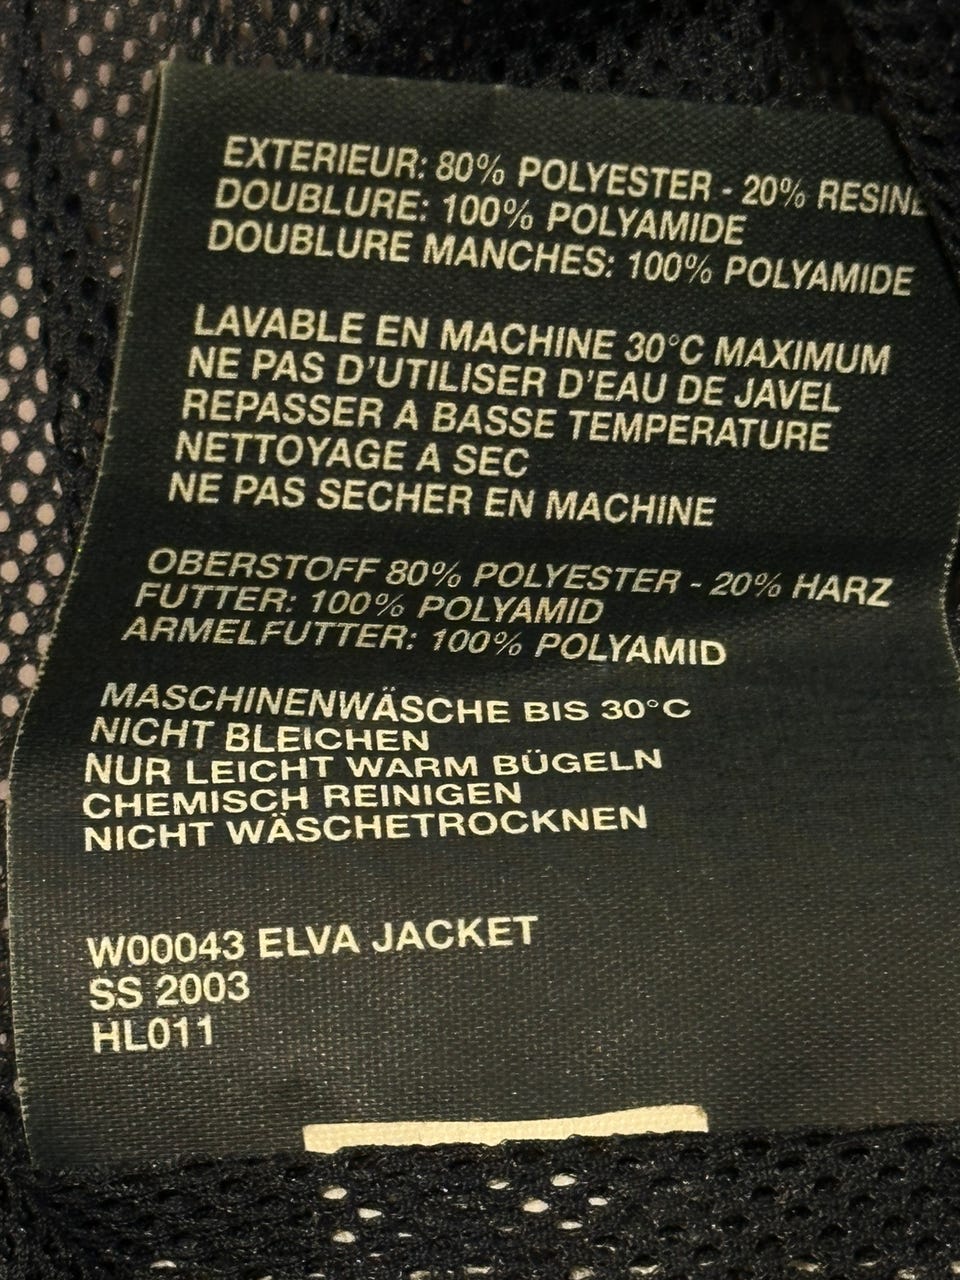 EXTERIEUR: 80% POLYESTER - 20% RESINE
DOUBLURE: 100% POLYAMIDE
DOUBLURE MANCHES: 100% POLYAMIDE
LAVABLE EN MACHINE 30°C MAXIMUM
NE PAS D'UTILISER D'EAU DE JAVEL
REPASSER A BASSE TEMPERATURE
NETTOYAGE A SEC
NE PAS SECHER EN MACHINE
OBERSTOFF 80% POLYESTER - 20% HARZ
FUTTER: 100% POLYAMID
ARMELFUTTER: 100% POLYAMID
MASCHINENWÄSCHE BIS 30°C
NICHT BLEICHEN
NUR LEICHT WARM BÜGELN
CHEMISCH REINIGEN
NICHT WÄSCHETROCKNEN
W00043 ELVA JACKET
SS 2003
HL011